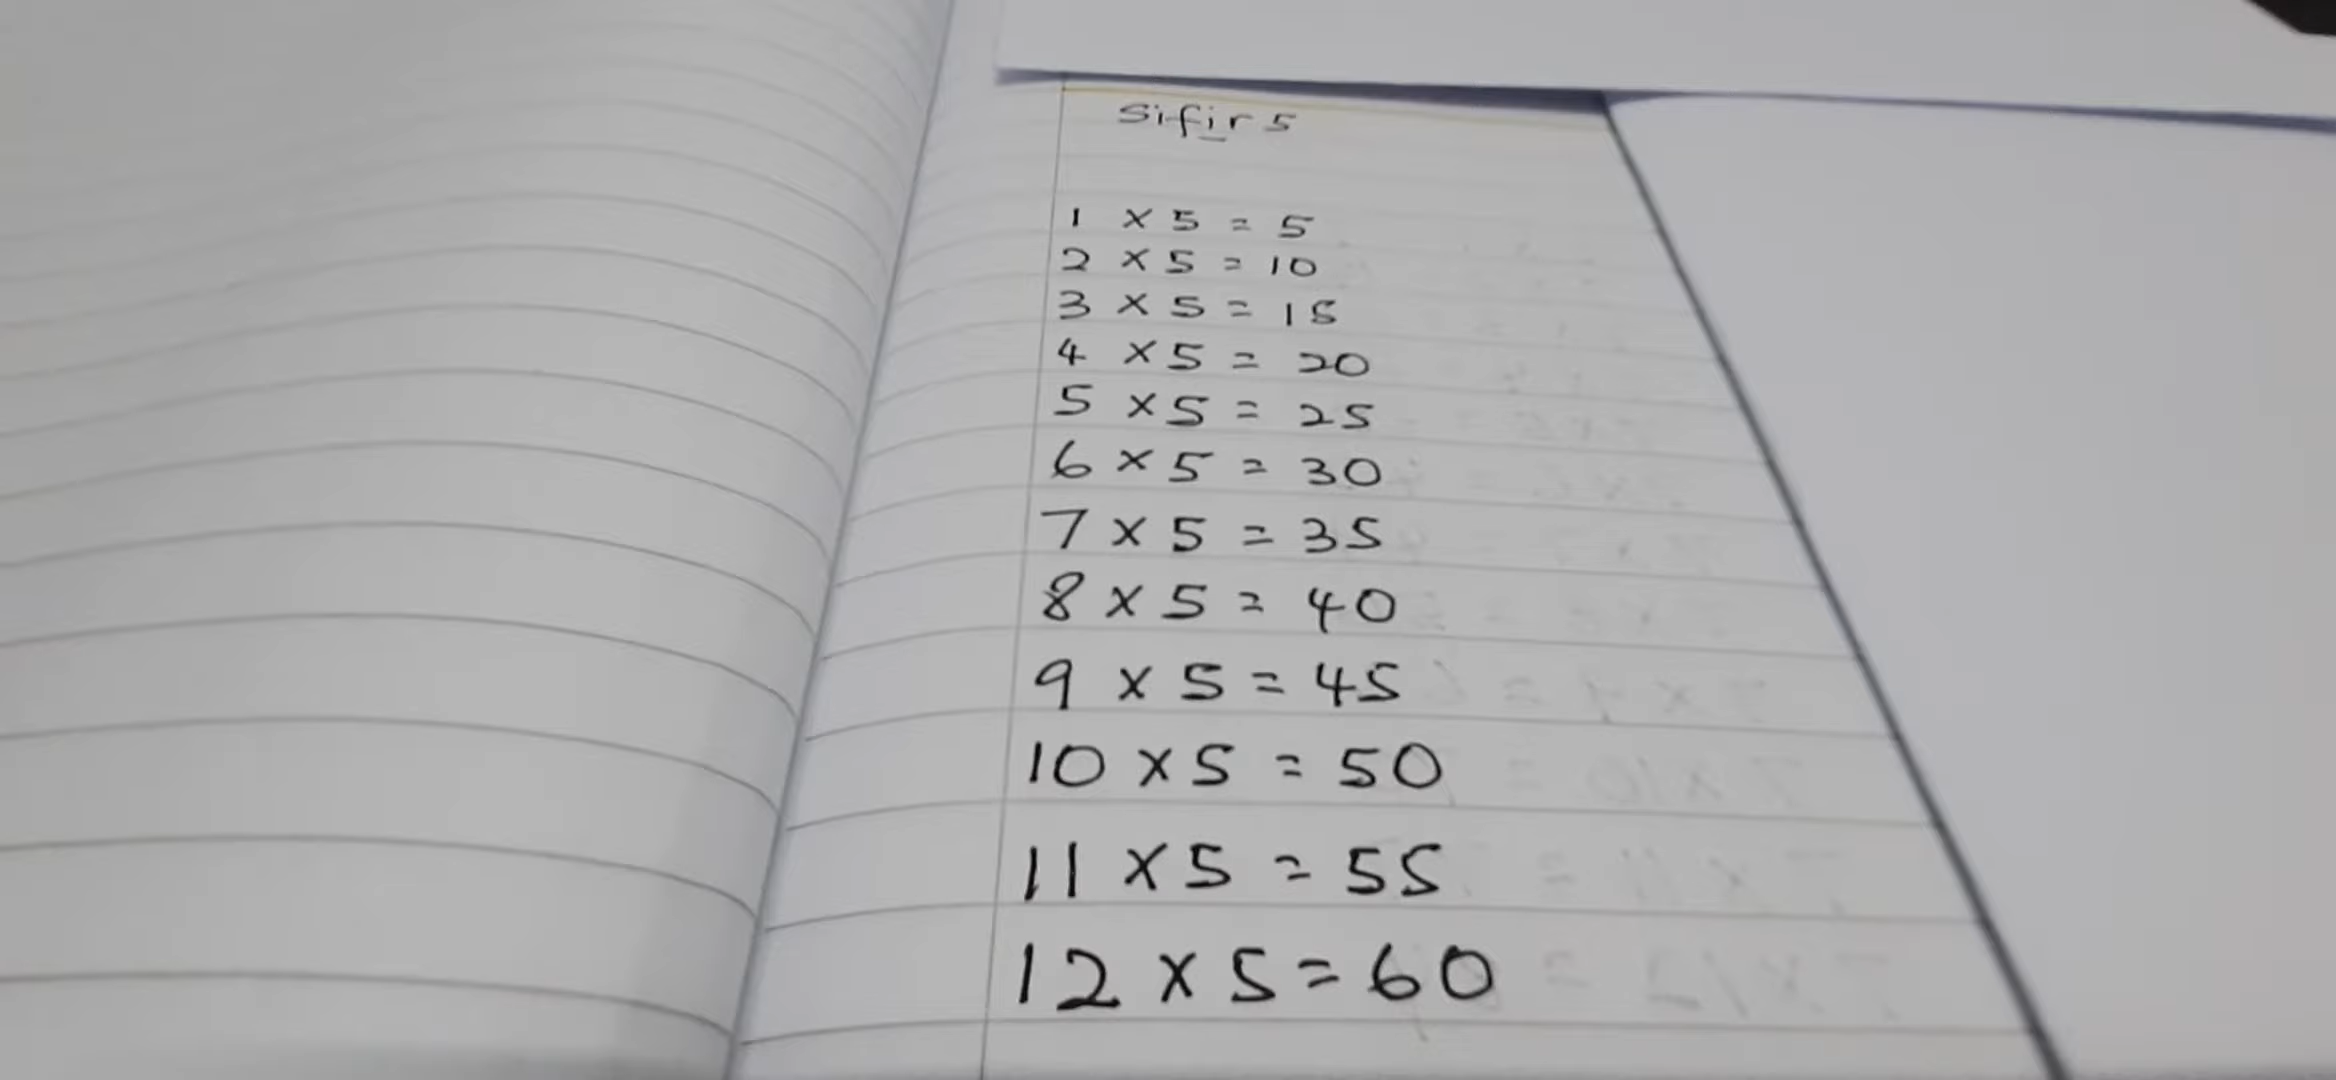 Sifir 5
1 × 5 = 5
2 × 5 = 10
3 × 5 = 15
4 × 5 = 20
5 × 5 = 25
6 × 5 = 30
7 × 5 = 35
8 × 5 = 40
9 × 5 = 45
10 × 5 = 50
11 × 5 = 55
12 × 5 = 60